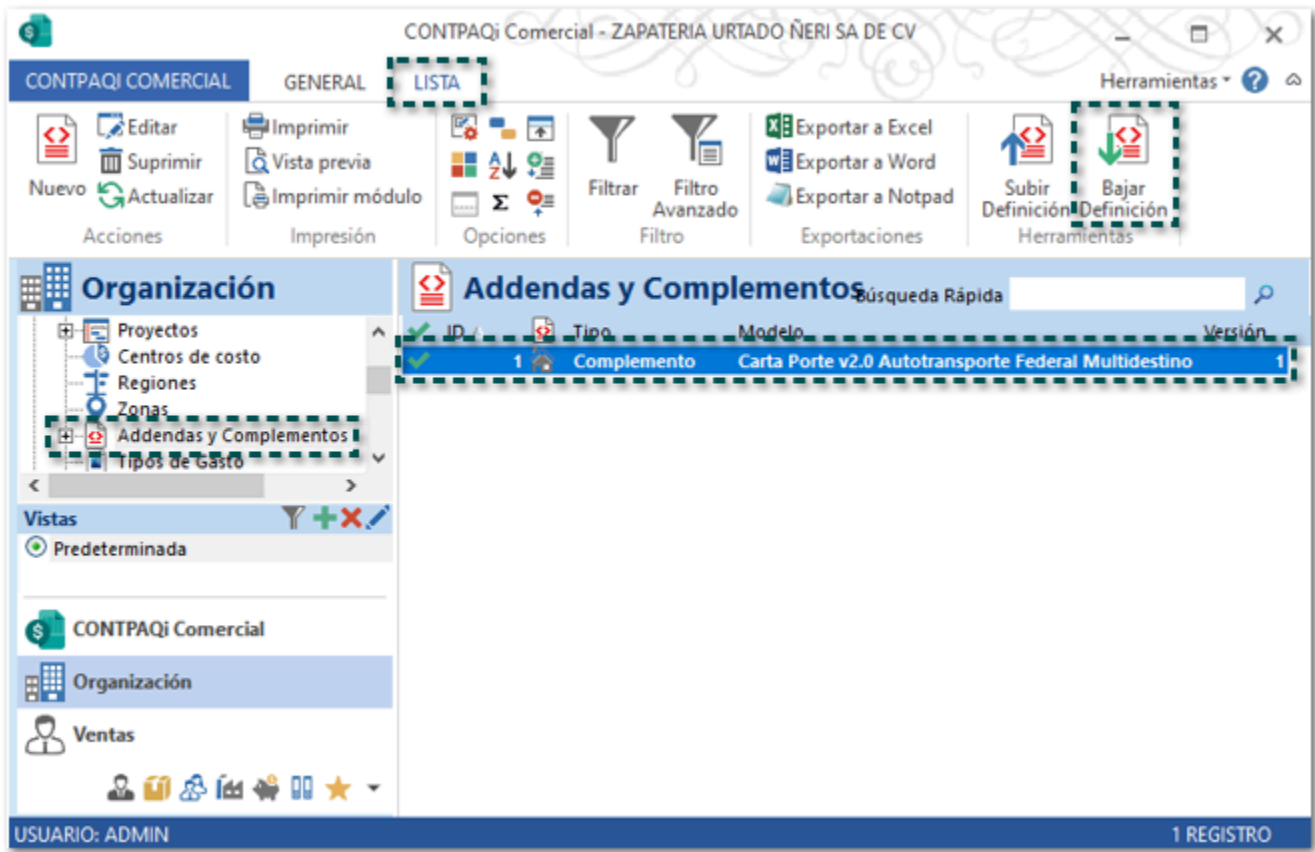 CONTPAQi Comercial - ZAPATERIA URTADO ÑERI SA DE CV
CONTPAQI COMERCIAL GENERAL LISTA Herramientas
Nuevo
Editar
Suprimir
Actualizar
Acciones
Imprimir
Vista previa
Imprimir módulo
Impresión
Opciones
Filtrar
Filtro
Avanzado
Filtro
Exportar a Excel
Exportar a Word
Exportar a Notpad
Exportaciones
Subir
Definición
Bajar
Definición
Herramientas
Organización
Proyectos
Centros de costo
Regiones
Zonas
Addendas y Complementos
Tipos de Gasto
Vistas
Predeterminada
CONTPAQi Comercial
Organización
Ventas
Addendas y Complementos
Búsqueda Rápida
ID Tipo Modelo Versión
1 Complemento Carta Porte v2.0 Autotransporte Federal Multidestino 1
USUARIO: ADMIN 1 REGISTRO